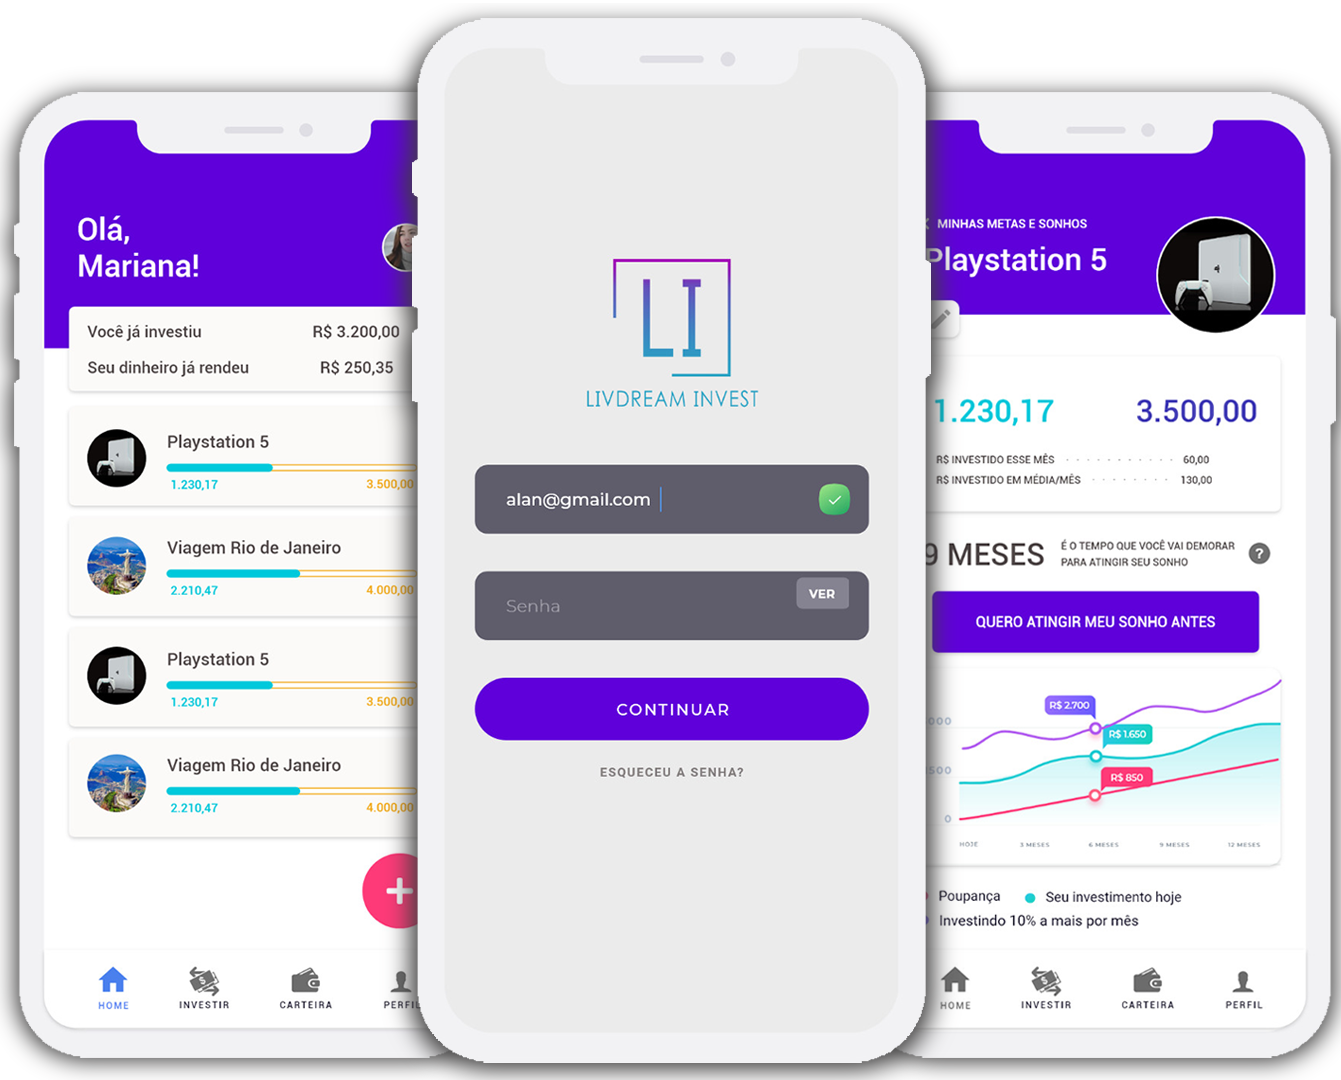 Olá,
Mariana!
Você já investiu R$ 3.200,00
Seu dinheiro já rendeu R$ 250,35
Playstation 5
1.230,17 3.500,00
Viagem Rio de Janeiro
2.210,47 4.000,00
Playstation 5
1.230,17 3.500,00
Viagem Rio de Janeiro
2.210,47 4.000,00
+
HOME INVESTIR CARTEIRA PERFIL
LI
LIVDREAM INVEST
alan@gmail.com
Senha VER
CONTINUAR
ESQUECEU A SENHA?
MINHAS METAS E SONHOS
Playstation 5
1.230,17 3.500,00
R$ INVESTIDO ESSE MÊS · · · · · · · · · · · 60,00
R$ INVESTIDO EM MÉDIA/MÊS · · · · · · · · 130,00
9 MESES
É O TEMPO QUE VOCÊ VAI DEMORAR
PARA ATINGIR SEU SONHO
?
QUERO ATINGIR MEU SONHO ANTES
R$ 2.700
R$ 1.650
R$ 850
000
500
0
HOJE 3 MESES 6 MESES 9 MESES 12 MESES
Poupança Seu investimento hoje
Investindo 10% a mais por mês
HOME INVESTIR CARTEIRA PERFIL